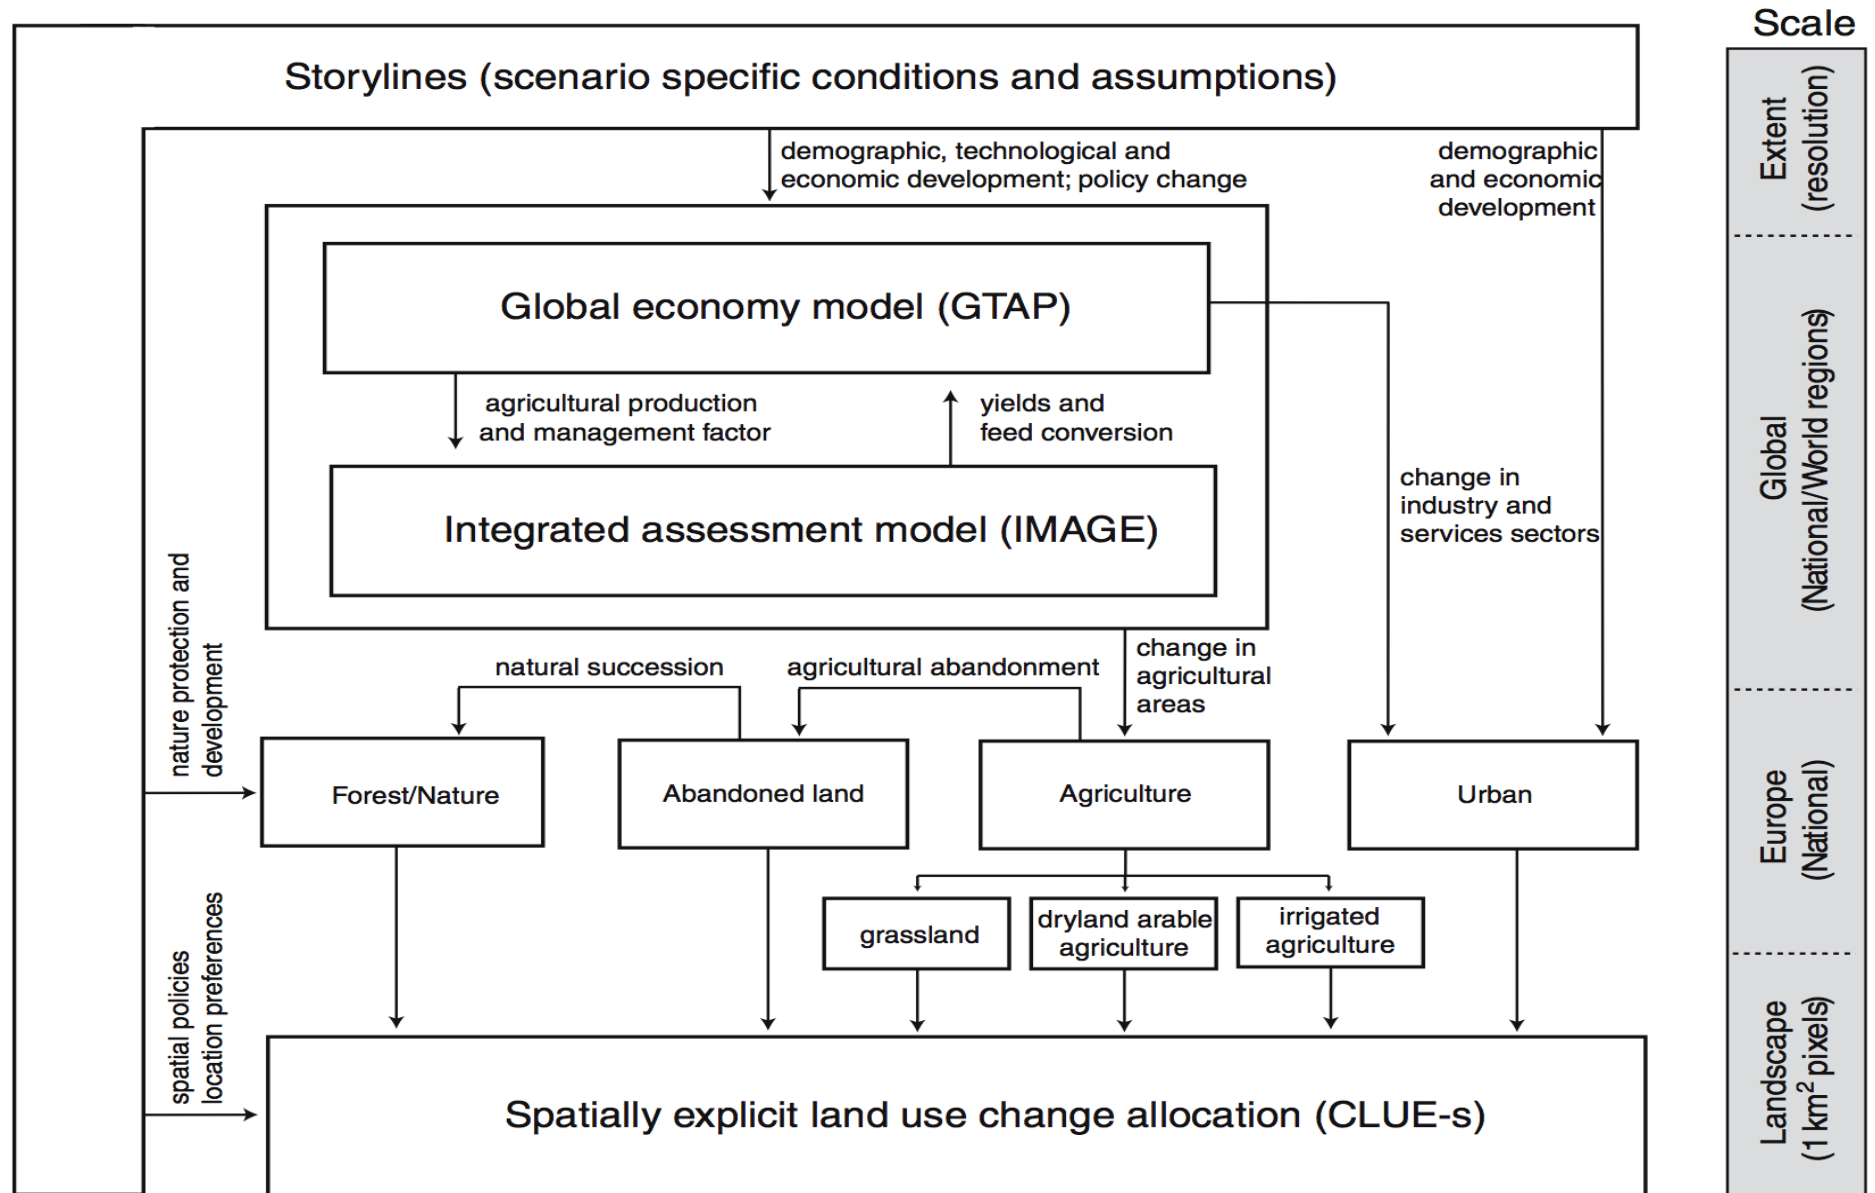 Scale
Storylines (scenario specific conditions and assumptions)
Extent
(resolution)
demographic, technological and
economic development; policy change
demographic
and economic
development
Global economy model (GTAP)
agricultural production
and management factor
yields and
feed conversion
Integrated assessment model (IMAGE)
change in
industry and
services sectors
Global
(National/World regions)
nature protection and
development
natural succession
agricultural abandonment
change in
agricultural
areas
Forest/Nature
Abandoned land
Agriculture
Urban
Europe
(National)
grassland
dryland arable
agriculture
irrigated
agriculture
spatial policies
location preferences
Spatially explicit land use change allocation (CLUE-s)
Landscape
(1 km² pixels)